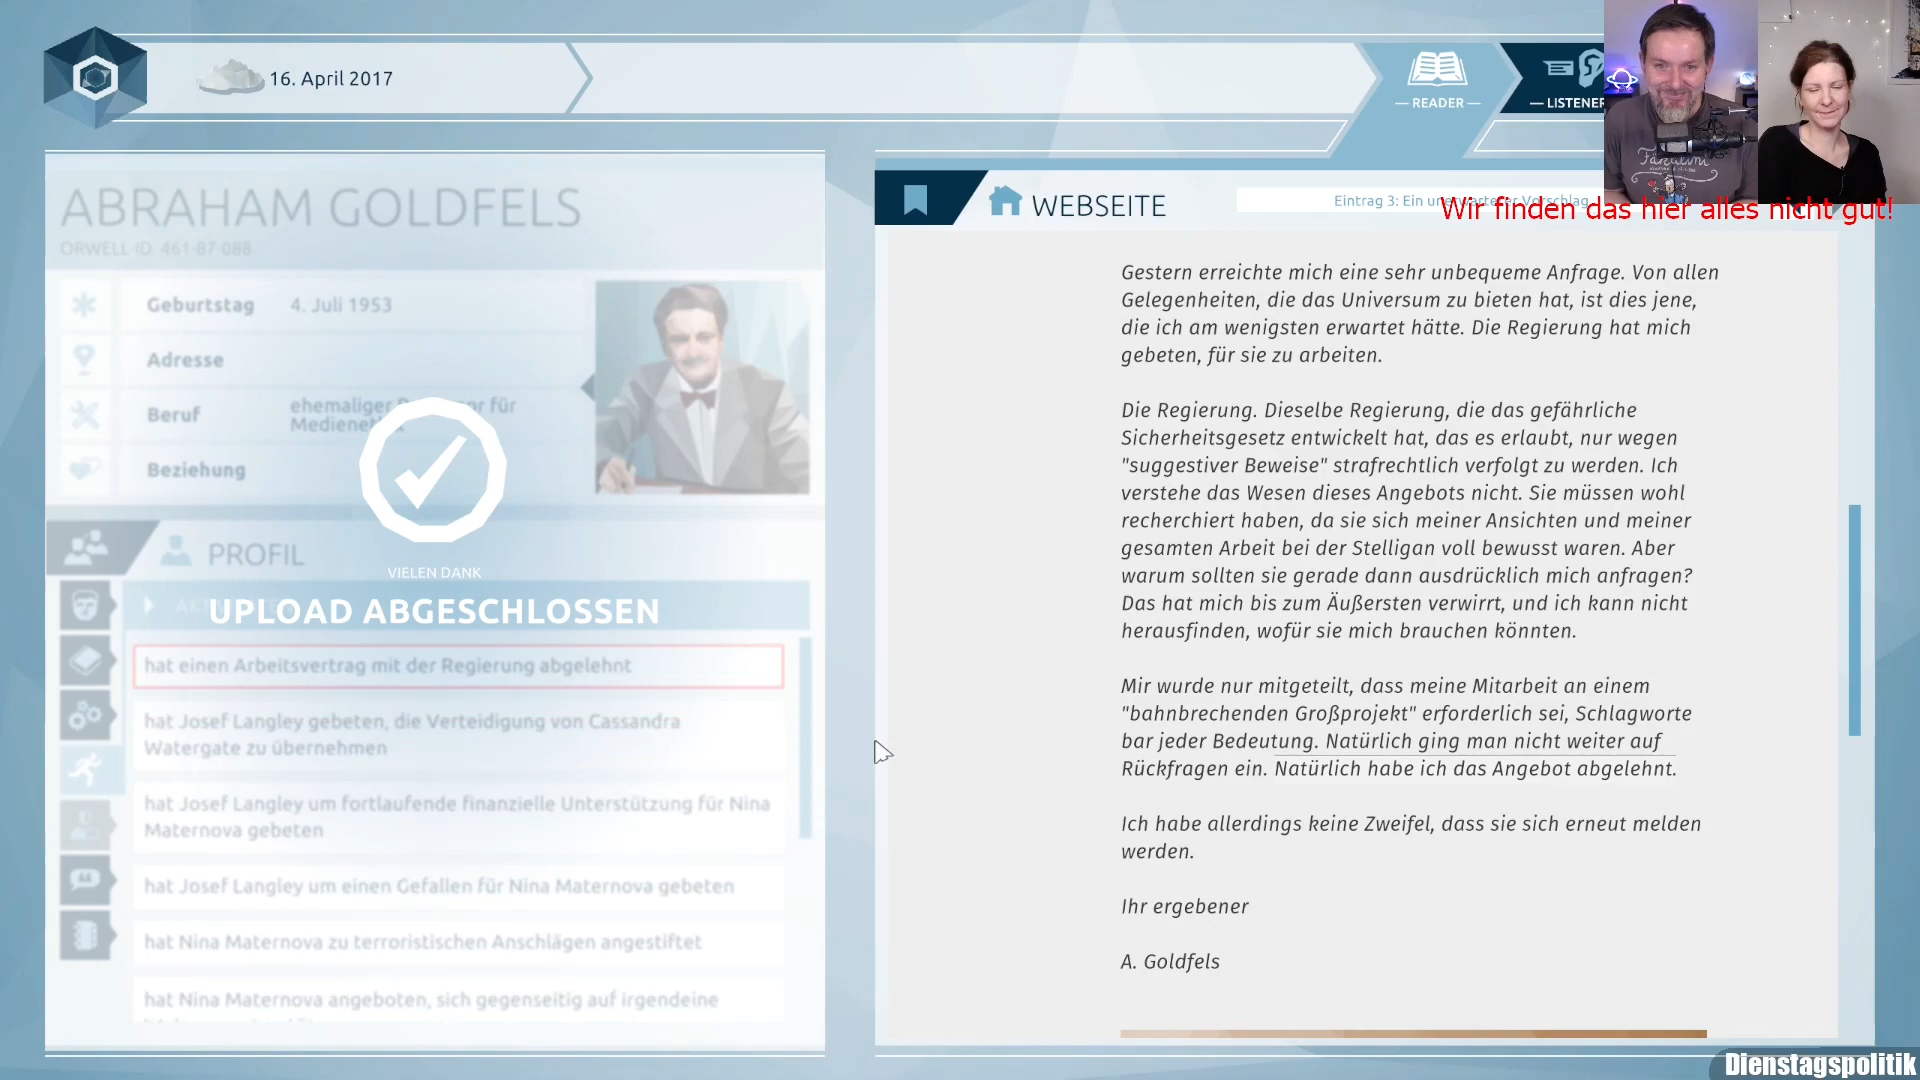 16. April 2017
READER
LISTENER
ABRAHAM GOLDFELS
ORWELL-ID: 461-87-088
Geburtstag 4. Juli 1953
Adresse
Beruf ehemaliger für
Beziehung
PROFIL
VIELEN DANK
UPLOAD ABGESCHLOSSEN
hat einen Arbeitsvertrag mit der Regierung abgelehnt
hat Josef Langley gebeten, die Verteidigung von Cassandra
Watergate zu übernehmen
hat Josef Langley um fortlaufende finanzielle Unterstützung für Nina
Maternova gebeten
hat Josef Langley um einen Gefallen für Nina Maternova gebeten
hat Nina Maternova zu terroristischen Anschlägen angestiftet
hat Nina Maternova angeboten, sich gegenseitig auf irgendeine
WEBSEITE
Eintrag 3: Ein Vorschlag
Wir finden das hier alles nicht gut!
Gestern erreichte mich eine sehr unbequeme Anfrage. Von allen
Gelegenheiten, die das Universum zu bieten hat, ist dies jene,
die ich am wenigsten erwartet hätte. Die Regierung hat mich
gebeten, für sie zu arbeiten.
Die Regierung. Dieselbe Regierung, die das gefährliche
Sicherheitsgesetz entwickelt hat, das es erlaubt, nur wegen
"suggestiver Beweise" strafrechtlich verfolgt zu werden. Ich
verstehe das Wesen dieses Angebots nicht. Sie müssen wohl
recherchiert haben, da sie sich meiner Ansichten und meiner
gesamten Arbeit bei der Stelligan voll bewusst waren. Aber
warum sollten sie gerade dann ausdrücklich mich anfragen?
Das hat mich bis zum Äußersten verwirrt, und ich kann nicht
herausfinden, wofür sie mich brauchen könnten.
Mir wurde nur mitgeteilt, dass meine Mitarbeit an einem
"bahnbrechenden Großprojekt" erforderlich sei, Schlagworte
bar jeder Bedeutung. Natürlich ging man nicht weiter auf
Rückfragen ein. Natürlich habe ich das Angebot abgelehnt.
Ich habe allerdings keine Zweifel, dass sie sich erneut melden
werden.
Ihr ergebener
A. Goldfels
Dienstagspolitik